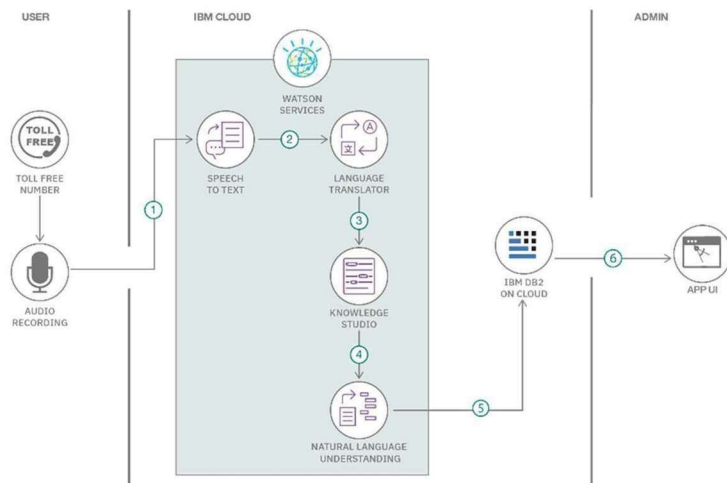 USER
IBM CLOUD
ADMIN
WATSON
SERVICES
TOLL
FREE
TOLL FREE
NUMBER
1
SPEECH
TO TEXT
2
A
文
LANGUAGE
TRANSLATOR
3
AUDIO
RECORDING
KNOWLEDGE
STUDIO
4
NATURAL LANGUAGE
UNDERSTANDING
5
IBM DB2
ON CLOUD
6
APP UI